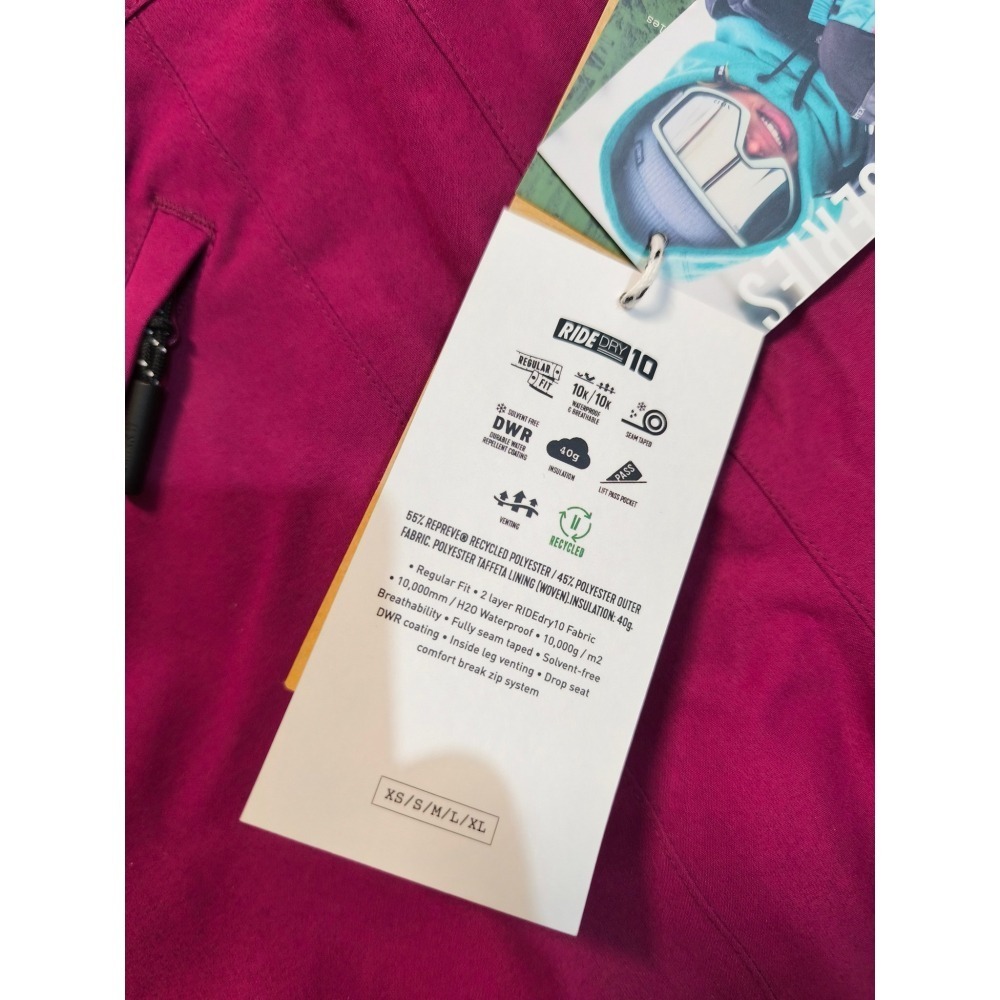 SERIES
RIDE DRY 10
REGULAR
FIT
10K/10K
WATERPROOF
& BREATHABLE
SEAM TAPED
SOLVENT FREE
DWR
DURABLE WATER
REPELLENT COATING
40g
INSULATION
PASS
LIFT PASS POCKET
VENTING
RECYCLED
55% REPREVE® RECYCLED POLYESTER / 45% POLYESTER OUTER
FABRIC. POLYESTER TAFFETA LINING (WOVEN).INSULATION: 40g.
• Regular Fit • 2 layer RIDEdry10 Fabric
• 10,000mm / H2O Waterproof • 10,000g / m2
Breathability • Fully seam taped • Solvent-free
DWR coating • Inside leg venting • Drop seat
comfort break zip system
XS/S/M/L/XL